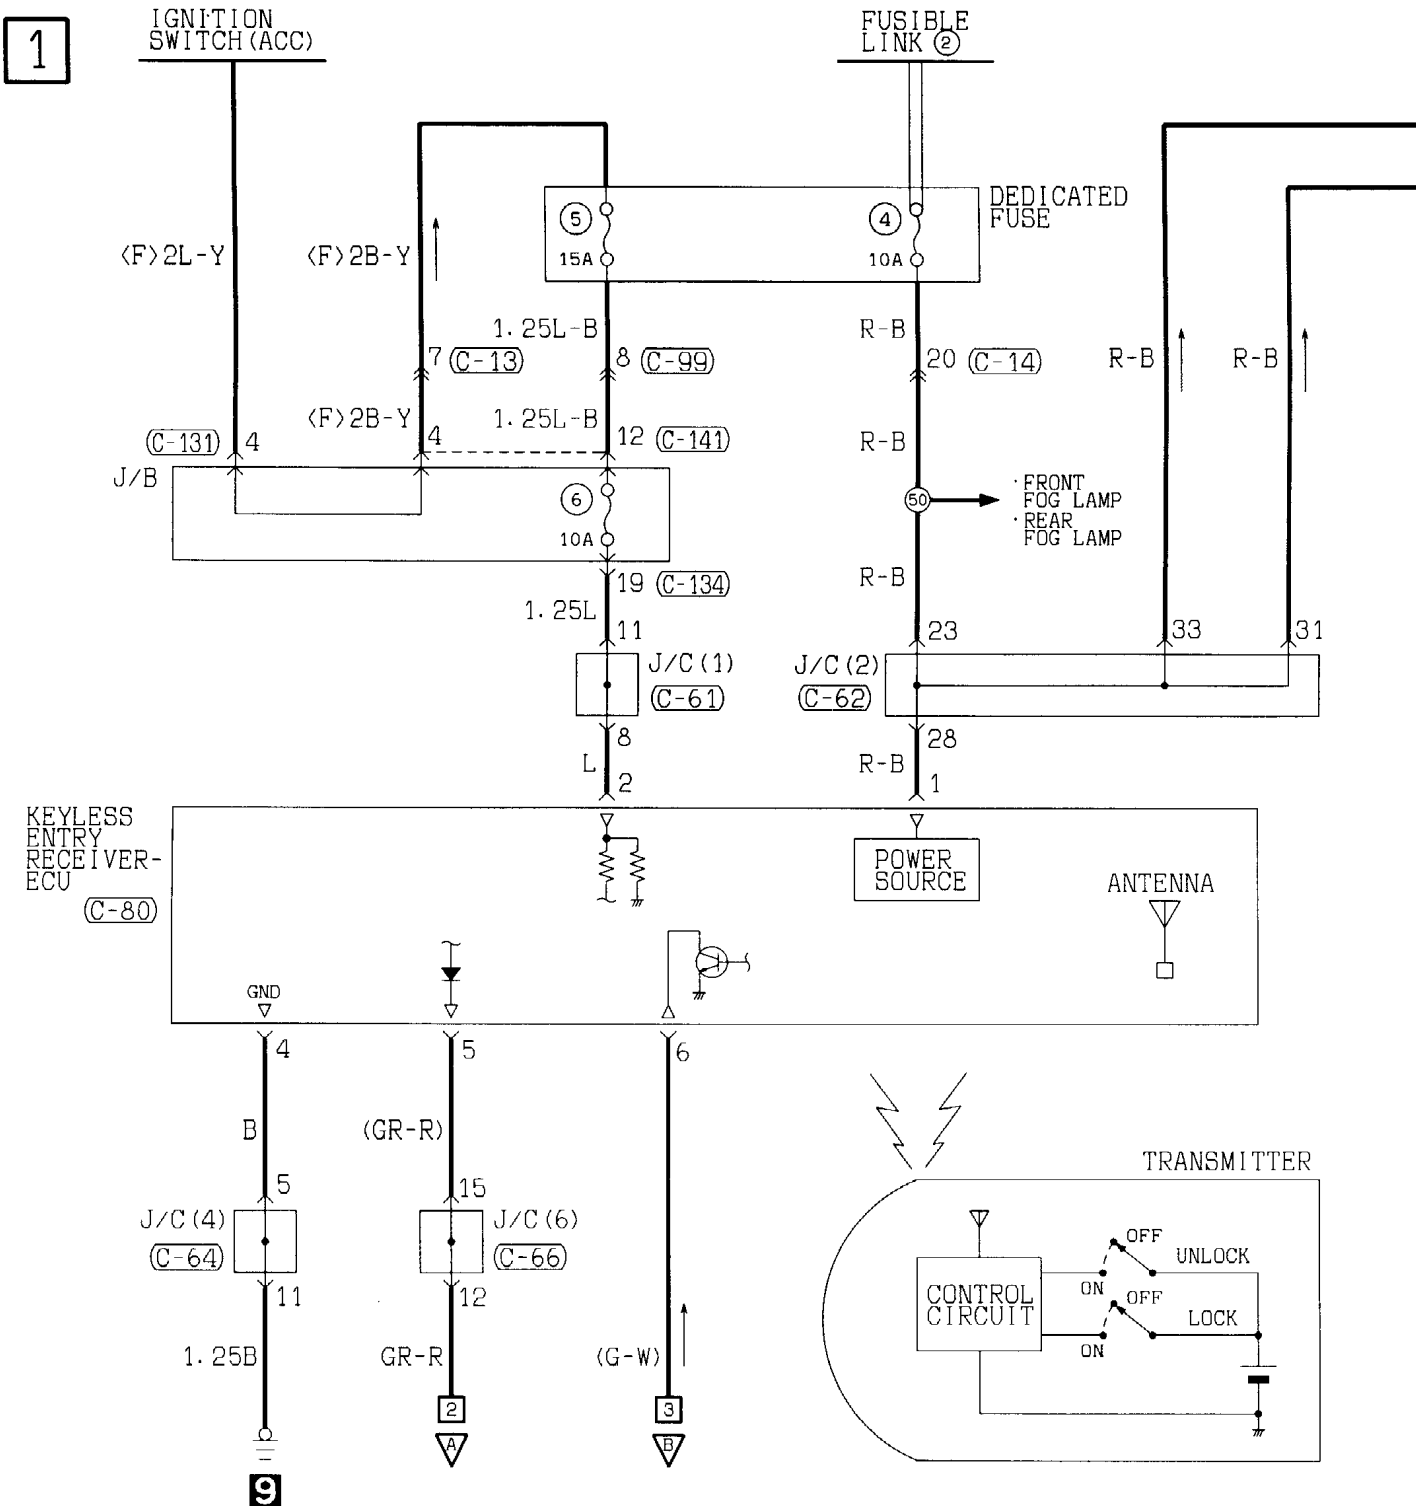 1
IGNITION
SWITCH(ACC)
FUSIBLE
LINK ②
DEDICATED
FUSE
⑤
15A
④
10A
<F>2L-Y
<F>2B-Y
1.25L-B
R-B
7 (C-13)
8 (C-99)
20 (C-14)
R-B
R-B
<F>2B-Y
1.25L-B
R-B
(C-131) 4
4
12 (C-141)
J/B
⑥
10A
50
·FRONT
FOG LAMP
·REAR
FOG LAMP
19 (C-134)
R-B
1.25L
11
23
33
31
J/C(1)
(C-61)
J/C(2)
(C-62)
8
28
L
2
R-B
1
KEYLESS
ENTRY
RECEIVER-
ECU
(C-80)
POWER
SOURCE
ANTENNA
GND
4
5
6
B
(GR-R)
TRANSMITTER
5
15
J/C(4)
(C-64)
J/C(6)
(C-66)
OFF
UNLOCK
ON
CONTROL
CIRCUIT
OFF
LOCK
ON
11
12
1.25B
GR-R
(G-W)
2
3
A
B
9